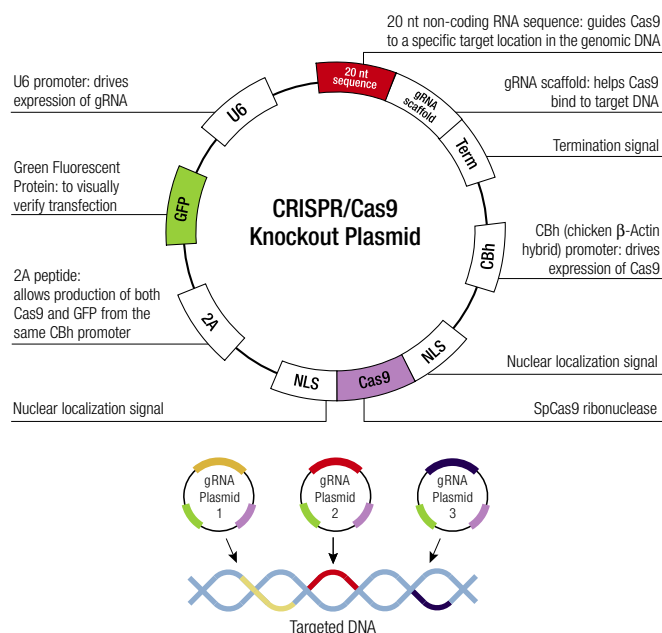 20 nt non-coding RNA sequence: guides Cas9
to a specific target location in the genomic DNA
U6 promoter: drives
expression of gRNA
gRNA scaffold: helps Cas9
bind to target DNA
Termination signal
Green Fluorescent
Protein: to visually
verify transfection
CBh (chicken β-Actin
hybrid) promoter: drives
expression of Cas9
2A peptide:
allows production of both
Cas9 and GFP from the
same CBh promoter
Nuclear localization signal
Nuclear localization signal
SpCas9 ribonuclease
CRISPR/Cas9
Knockout Plasmid
20 nt
sequence
gRNA
scaffold
Term
CBh
NLS
Cas9
NLS
2A
GFP
U6
gRNA
Plasmid
1
gRNA
Plasmid
2
gRNA
Plasmid
3
Targeted DNA